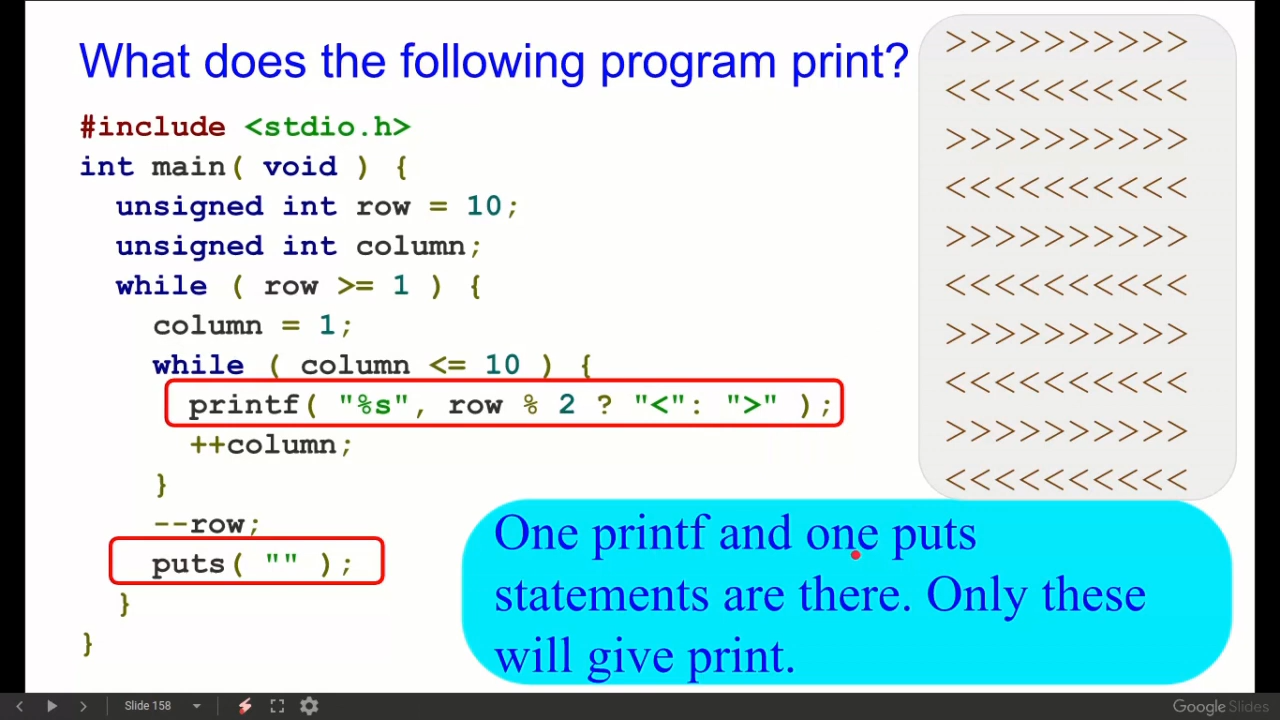 What does the following program print?
#include <stdio.h>
int main( void ) {
unsigned int row = 10;
unsigned int column;
while ( row >= 1 ) {
column = 1;
while ( column <= 10 ) {
printf( "%s", row % 2 ? "<": ">" );
++column;
}
--row;
puts( "" );
}
}
>>>>>>>>>>
<<<<<<<<<<
>>>>>>>>>>
<<<<<<<<<<
>>>>>>>>>>
<<<<<<<<<<
>>>>>>>>>>
<<<<<<<<<<
>>>>>>>>>>
<<<<<<<<<<
One printf and one puts
statements are there. Only these
will give print.
Slide 158
Google Slides